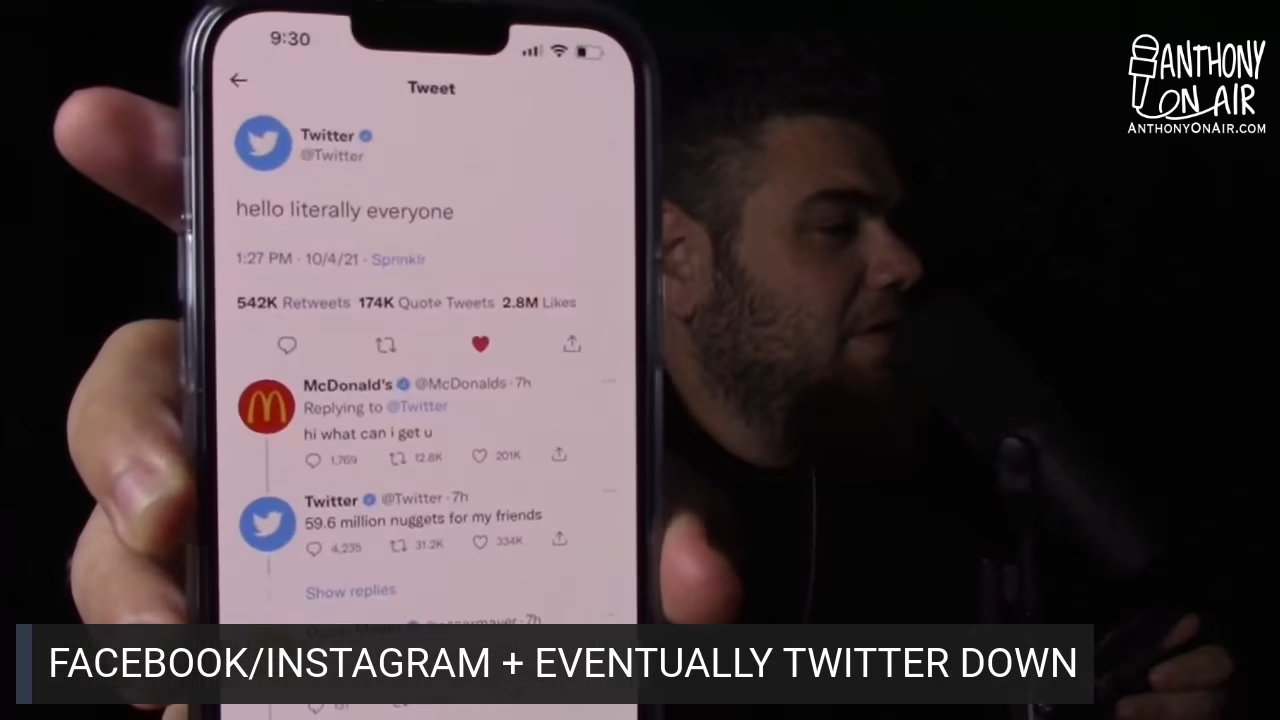 9:30
Tweet
Twitter
@Twitter
hello literally everyone
1:27 PM · 10/4/21 · Sprinklr
542K Retweets 174K Quote Tweets 2.8M Likes
McDonald's @McDonalds · 7h
Replying to @Twitter
hi what can i get u
1,769 12.8K 201K
Twitter @Twitter · 7h
59.6 million nuggets for my friends
4,235 31.2K 334K
Show replies
7h
ANTHONY
ON AIR
ANTHONYONAIR.COM
FACEBOOK/INSTAGRAM + EVENTUALLY TWITTER DOWN